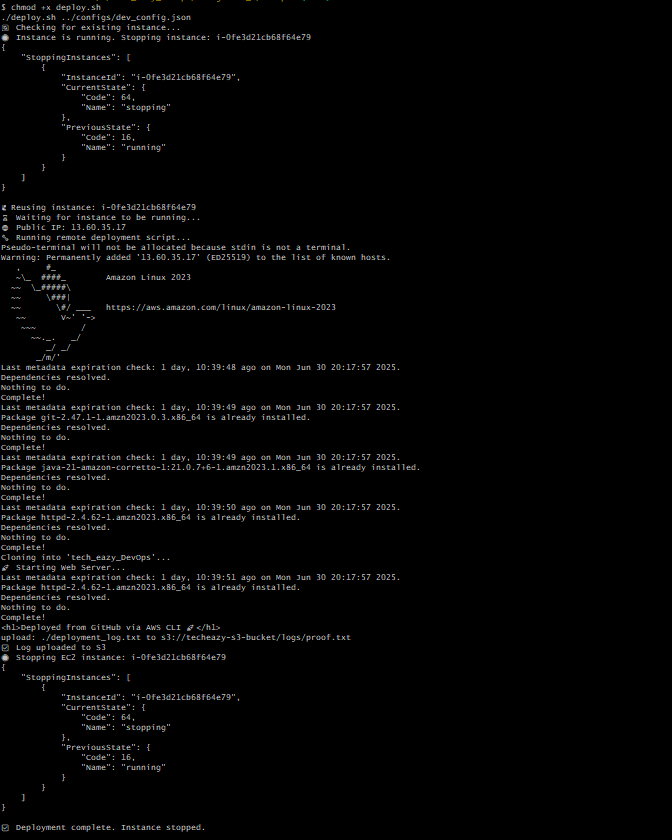 $ chmod +x deploy.sh
./deploy.sh ../configs/dev_config.json
Checking for existing instance...
Instance is running. Stopping instance: i-0fe3d21cb68f64e79
{
    "StoppingInstances": [
        {
            "InstanceId": "i-0fe3d21cb68f64e79",
            "CurrentState": {
                "Code": 64,
                "Name": "stopping"
            },
            "PreviousState": {
                "Code": 16,
                "Name": "running"
            }
        }
    ]
}
Reusing instance: i-0fe3d21cb68f64e79
⏳ Waiting for instance to be running...
Public IP: 13.60.35.17
Running remote deployment script...
Pseudo-terminal will not be allocated because stdin is not a terminal.
Warning: Permanently added '13.60.35.17' (ED25519) to the list of known hosts.
   ,     #_
   ~\_  ####_        Amazon Linux 2023
  ~~  \_#####\
  ~~     \###|
  ~~       \#/ ___   https://aws.amazon.com/linux/amazon-linux-2023
   ~~       V~' '->
    ~~~         /
      ~~._.   _/
         _/ _/
       _/m/'
Last metadata expiration check: 1 day, 10:39:48 ago on Mon Jun 30 20:17:57 2025.
Dependencies resolved.
Nothing to do.
Complete!
Last metadata expiration check: 1 day, 10:39:49 ago on Mon Jun 30 20:17:57 2025.
Package git-2.47.1-1.amzn2023.0.3.x86_64 is already installed.
Dependencies resolved.
Nothing to do.
Complete!
Last metadata expiration check: 1 day, 10:39:49 ago on Mon Jun 30 20:17:57 2025.
Package java-21-amazon-corretto-1:21.0.7+6-1.amzn2023.1.x86_64 is already installed.
Dependencies resolved.
Nothing to do.
Complete!
Last metadata expiration check: 1 day, 10:39:50 ago on Mon Jun 30 20:17:57 2025.
Package httpd-2.4.62-1.amzn2023.x86_64 is already installed.
Dependencies resolved.
Nothing to do.
Complete!
Cloning into 'tech_eazy_DevOps'...
🚀 Starting Web Server...
Last metadata expiration check: 1 day, 10:39:51 ago on Mon Jun 30 20:17:57 2025.
Package httpd-2.4.62-1.amzn2023.x86_64 is already installed.
Dependencies resolved.
Nothing to do.
Complete!
<h1>Deployed from GitHub via AWS CLI 🚀</h1>
upload: ./deployment_log.txt to s3://techeazy-s3-bucket/logs/proof.txt
☑ Log uploaded to S3
Stopping EC2 instance: i-0fe3d21cb68f64e79
{
    "StoppingInstances": [
        {
            "InstanceId": "i-0fe3d21cb68f64e79",
            "CurrentState": {
                "Code": 64,
                "Name": "stopping"
            },
            "PreviousState": {
                "Code": 16,
                "Name": "running"
            }
        }
    ]
}
☑ Deployment complete. Instance stopped.